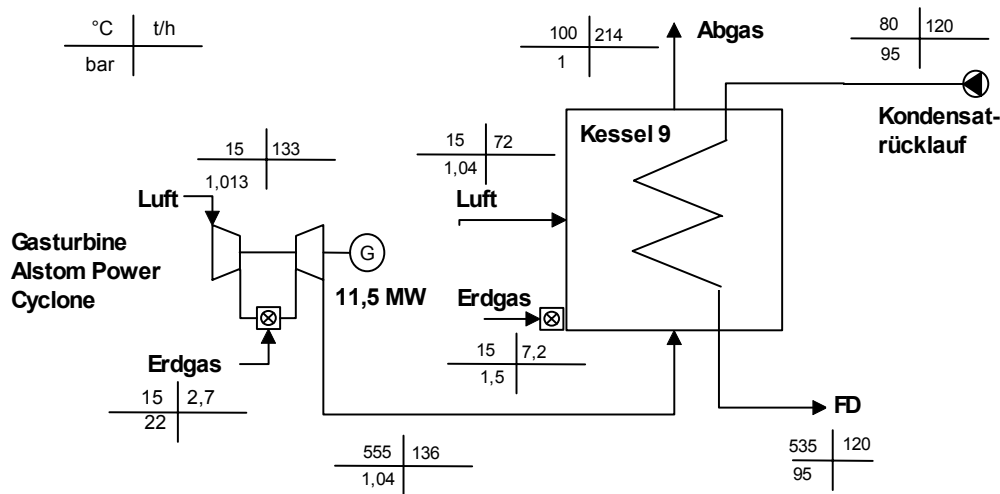 °C t/h
bar
100 214
1
Abgas
80 120
95
Kondensat-
rücklauf
Kessel 9
15 133
1,013
Luft
15 72
1,04
Luft
Gasturbine
Alstom Power
Cyclone
G
11,5 MW
Erdgas
15 7,2
1,5
Erdgas
15 2,7
22
FD
555 136
1,04
535 120
95